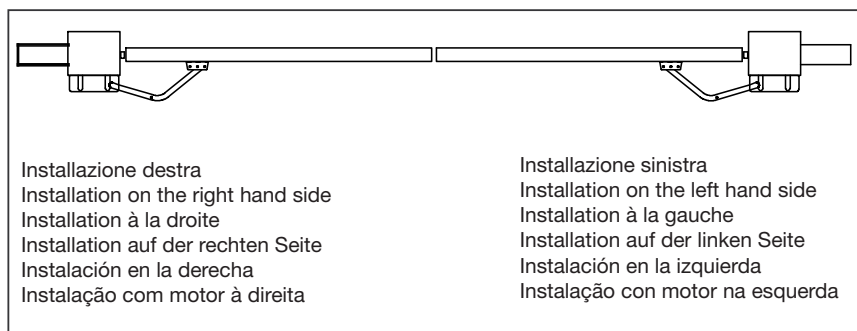 Installazione destra
Installation on the right hand side
Installation à la droite
Installation auf der rechten Seite
Instalación en la derecha
Instalação com motor à direita
Installazione sinistra
Installation on the left hand side
Installation à la gauche
Installation auf der linken Seite
Instalación en la izquierda
Instalação con motor na esquerda